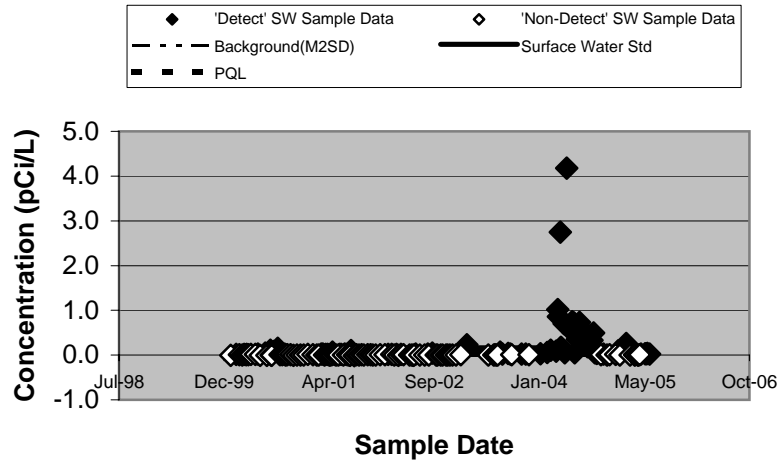 'Detect' SW Sample Data 'Non-Detect' SW Sample Data
Background(M2SD) Surface Water Std
PQL
Concentration (pCi/L)
5.0
4.0
3.0
2.0
1.0
0.0
-1.0
Jul-98 Dec-99 Apr-01 Sep-02 Jan-04 May-05 Oct-06
Sample Date